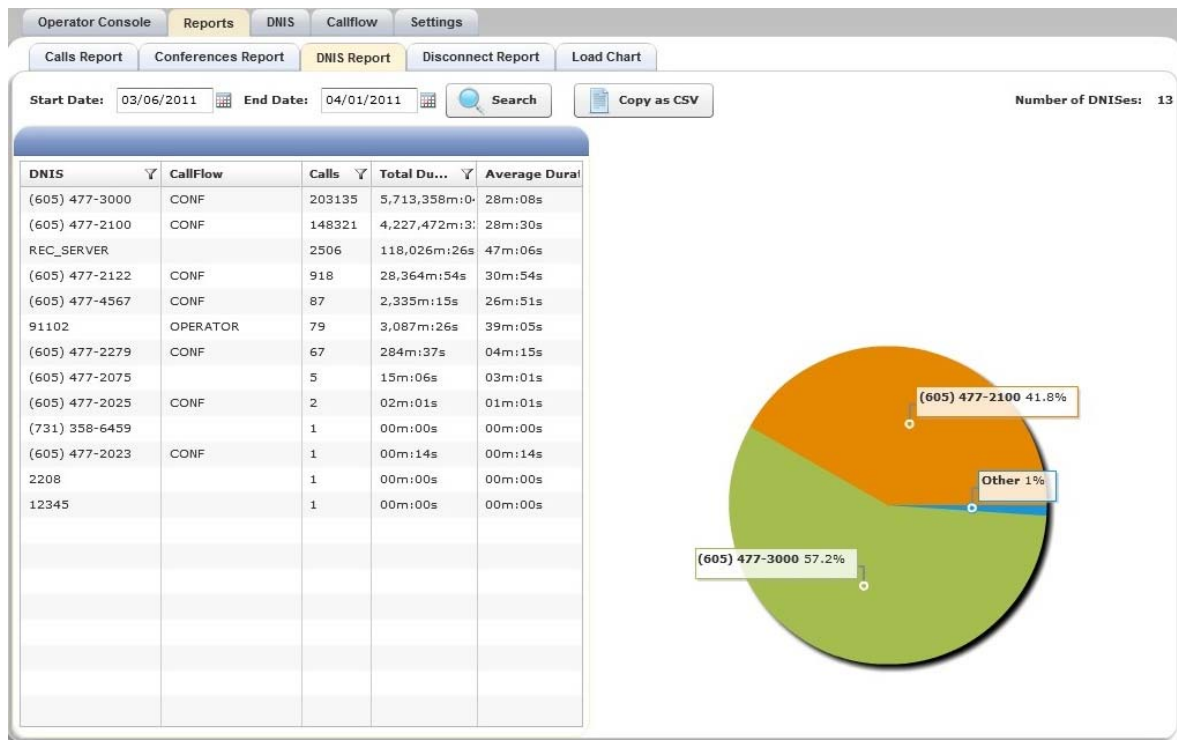 Operator Console Reports DNIS Callflow Settings
Calls Report Conferences Report DNIS Report Disconnect Report Load Chart
Start Date: 03/06/2011 End Date: 04/01/2011 Search Copy as CSV Number of DNISes: 13
DNIS CallFlow Calls Total Du... Average Durat
(605) 477-3000 CONF 203135 5,713,358m:0 28m:08s
(605) 477-2100 CONF 148321 4,227,472m:3 28m:30s
REC_SERVER 2506 118,026m:26s 47m:06s
(605) 477-2122 CONF 918 28,364m:54s 30m:54s
(605) 477-4567 CONF 87 2,335m:15s 26m:51s
91102 OPERATOR 79 3,087m:26s 39m:05s
(605) 477-2279 CONF 67 284m:37s 04m:15s
(605) 477-2075 5 15m:06s 03m:01s
(605) 477-2025 CONF 2 02m:01s 01m:01s
(731) 358-6459 1 00m:00s 00m:00s
(605) 477-2023 CONF 1 00m:14s 00m:14s
2208 1 00m:00s 00m:00s
12345 1 00m:00s 00m:00s
(605) 477-2100 41.8%
Other 1%
(605) 477-3000 57.2%